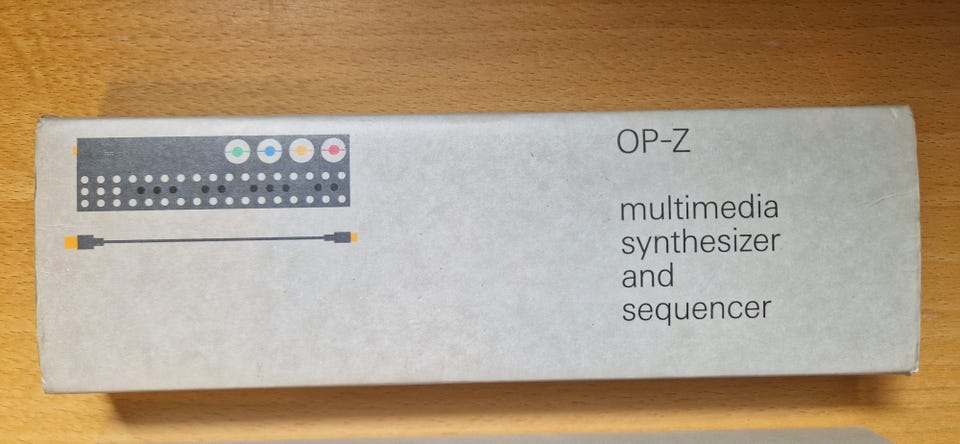 OP–Z
multimedia
synthesizer
and
sequencer